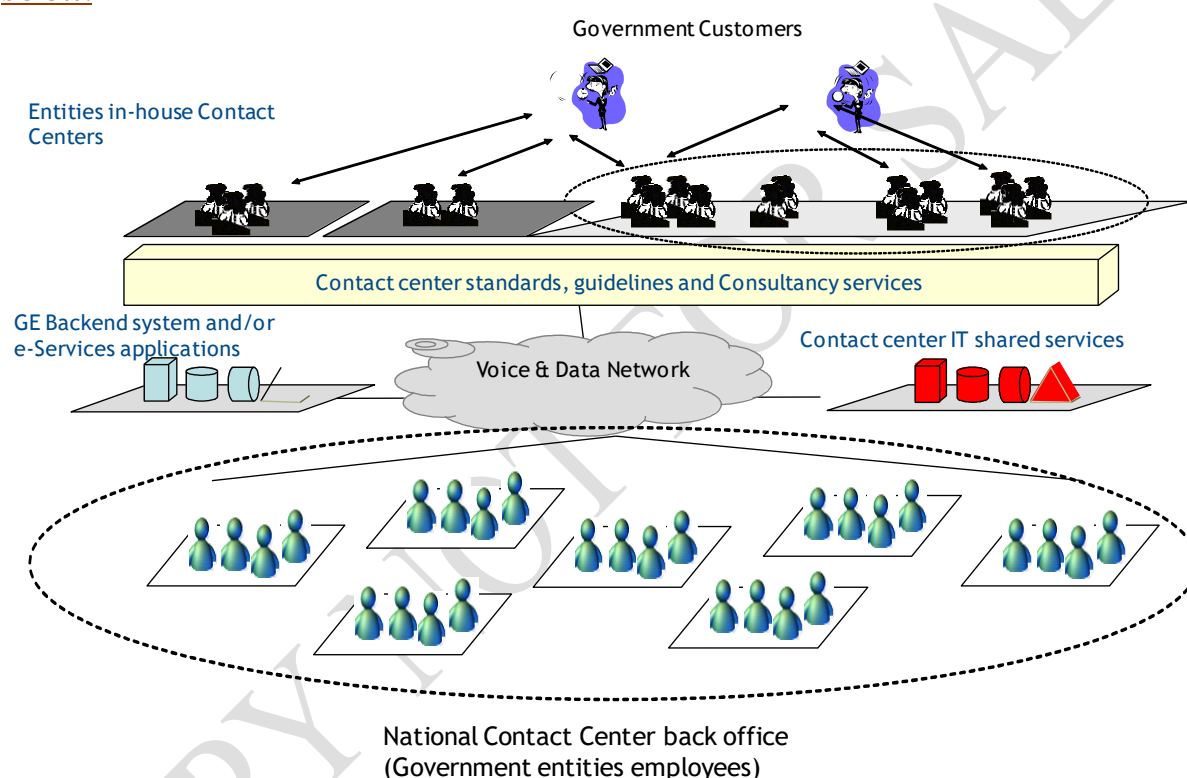 Government Customers
Entities in-house Contact
Centers
Contact center standards, guidelines and Consultancy services
GE Backend system and/or
e-Services applications
Contact center IT shared services
Voice & Data Network
National Contact Center back office
(Government entities employees)